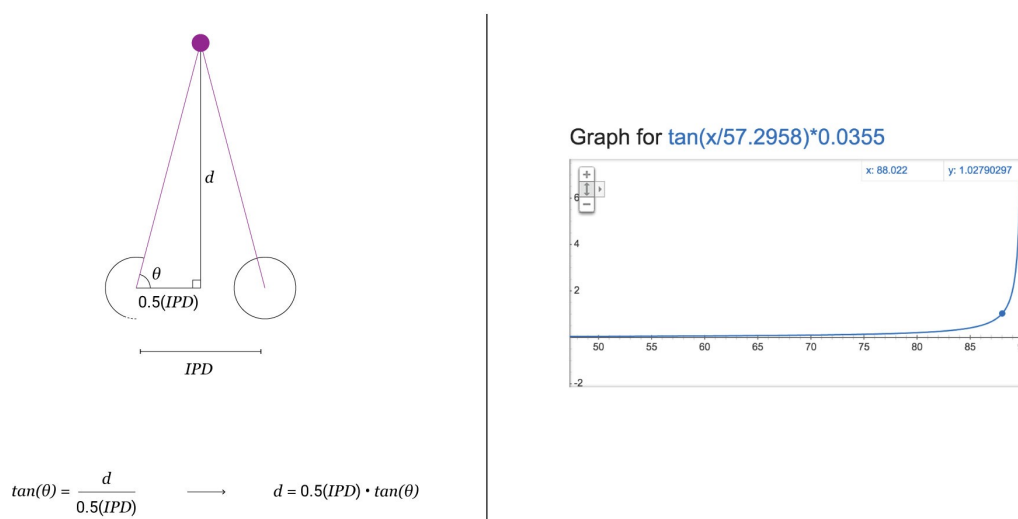 d
θ
0.5(IPD)
IPD
tan(θ) = d / 0.5(IPD) ⟶ d = 0.5(IPD) • tan(θ)
Graph for tan(x/57.2958)*0.0355
x: 88.022 y: 1.02790297
6
4
2
50 55 60 65 70 75 80 85
-2